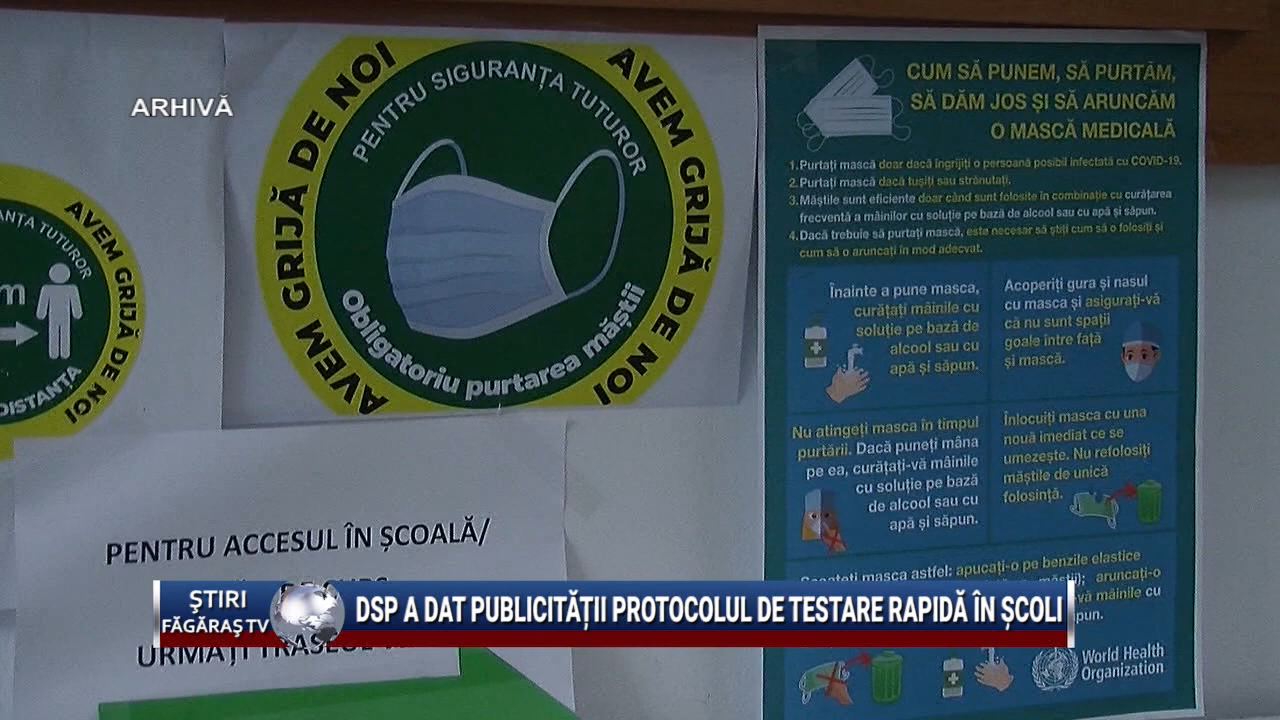 ARHIVĂ
AVEM GRIJĂ DE NOI
AVEM GRIJĂ DE NOI
PENTRU SIGURANȚA TUTUROR
Obligatoriu purtarea măștii
TUTUROR
AVEM GRIJĂ DE NOI
m
DISTANȚA
CUM SĂ PUNEM, SĂ PURTĂM,
SĂ DĂM JOS ȘI SĂ ARUNCĂM
O MASCĂ MEDICALĂ
1. Purtați mască doar dacă îngrijiți o persoană posibil infectată cu COVID-19.
2. Purtați mască dacă tușiți sau strănutați.
3. Măștile sunt eficiente doar când sunt folosite în combinație cu curățarea
frecventă a mâinilor cu soluție pe bază de alcool sau cu apă și săpun.
4. Dacă trebuie să purtați mască, este necesar să știți cum să o folosiți și
cum să o aruncați în mod adecvat.
Înainte a pune masca,
curățați mâinile cu
soluție pe bază de
alcool sau cu
apă și săpun.
Acoperiți gura și nasul
cu masca și asigurați-vă
că nu sunt spații
goale între față
și mască.
Nu atingeți masca în timpul
purtării. Dacă puneți mâna
pe ea, curățați-vă mâinile
cu soluție pe bază
de alcool sau cu
apă și săpun.
Înlocuiți masca cu una
nouă imediat ce se
umezește. Nu refolosiți
măștile de unică
folosință.
masca astfel: apucați-o pe benzile elastice
aruncați-o
mâinile cu
World Health
Organization
PENTRU ACCESUL ÎN ȘCOALĂ/
URMAȚI
ŞTIRI
FĂGĂRAŞ TV
DSP A DAT PUBLICITĂȚII PROTOCOLUL DE TESTARE RAPIDĂ ÎN ȘCOLI